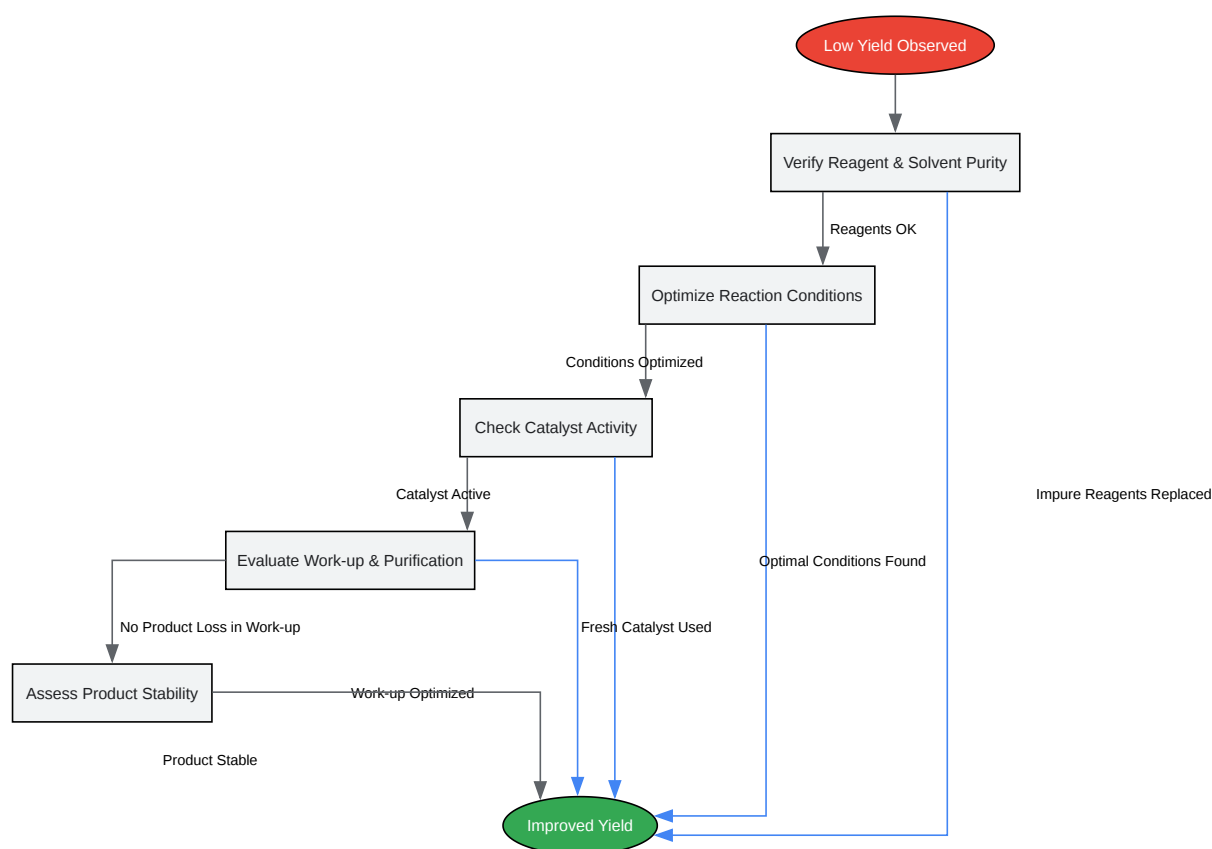 Low Yield Observed
Verify Reagent & Solvent Purity
Reagents OK
Optimize Reaction Conditions
Conditions Optimized
Check Catalyst Activity
Catalyst Active
Impure Reagents Replaced
Evaluate Work-up & Purification
Optimal Conditions Found
No Product Loss in Work-up
Fresh Catalyst Used
Assess Product Stability
Work-up Optimized
Product Stable
Improved Yield